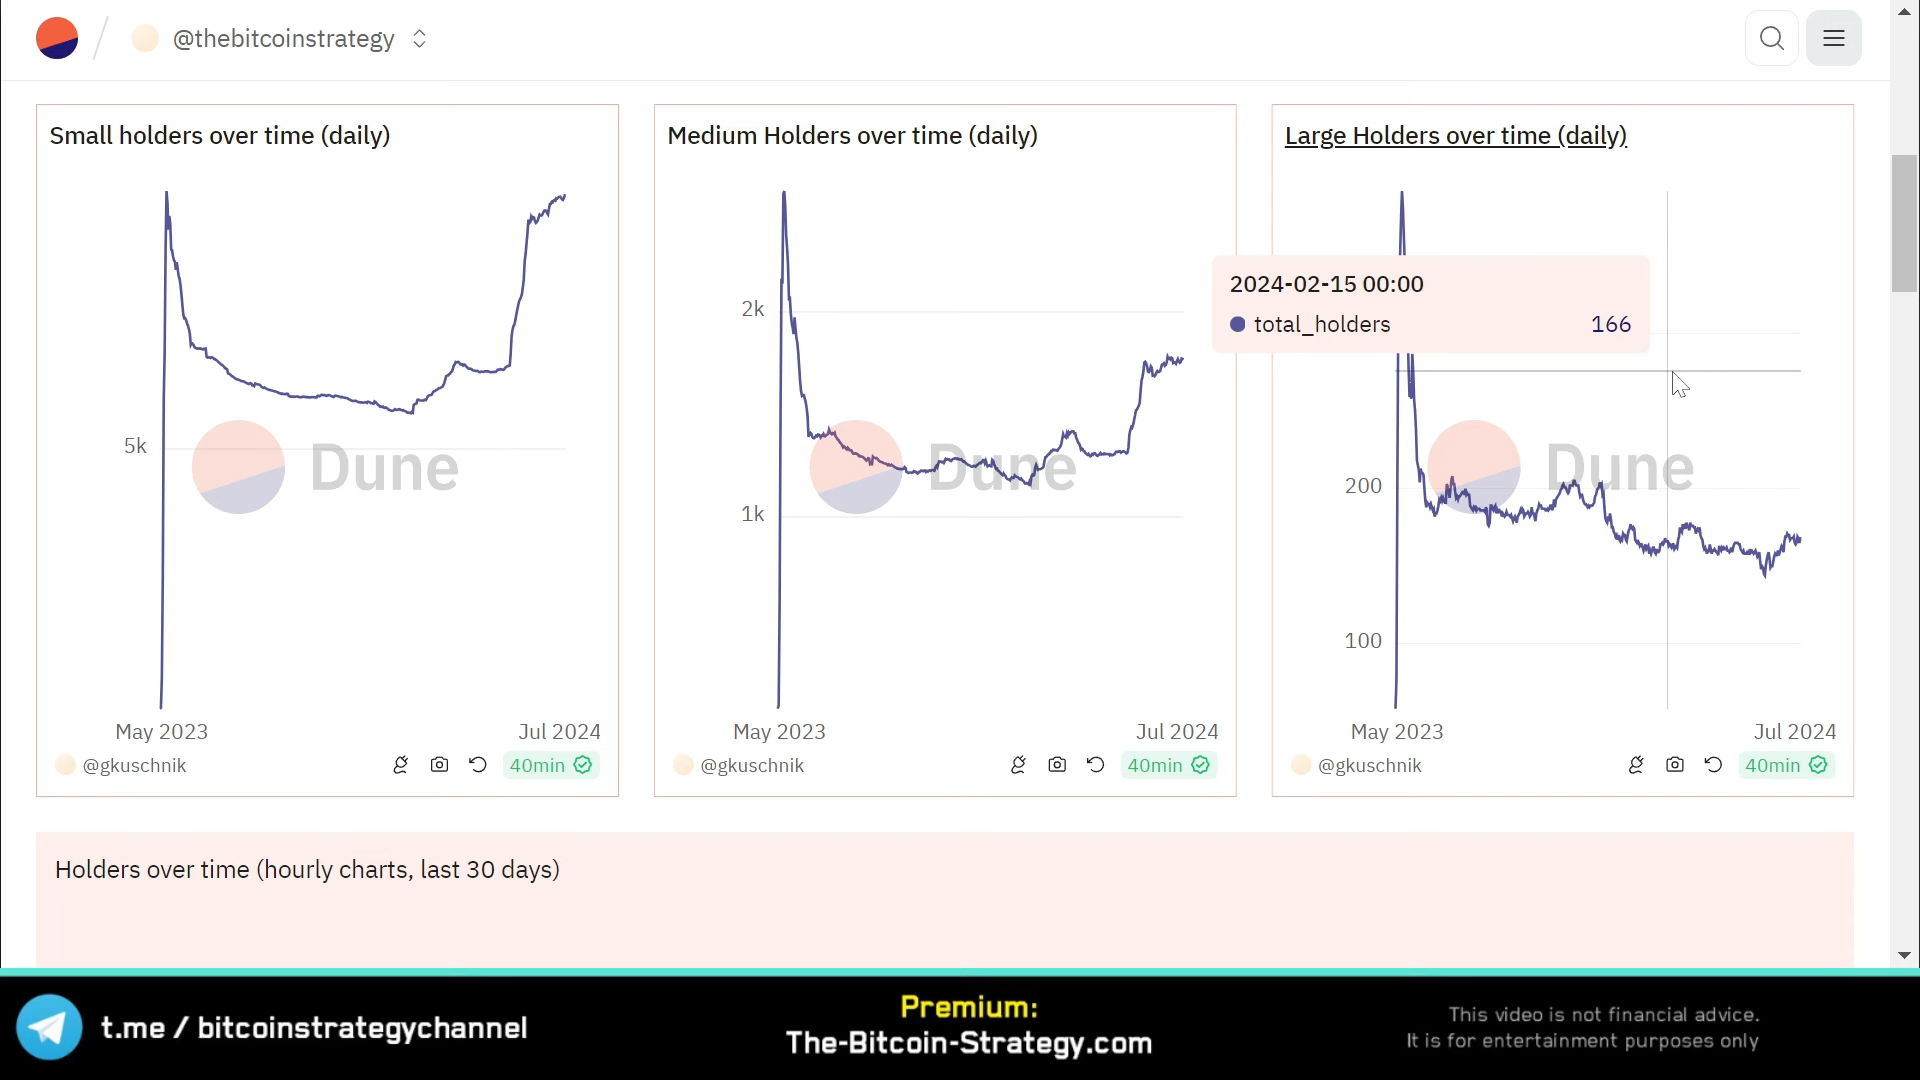 @thebitcoinstrategy
Small holders over time (daily)
5k
Dune
May 2023
Jul 2024
@gkuschnik
40min
Medium Holders over time (daily)
2k
1k
Dune
May 2023
Jul 2024
@gkuschnik
40min
Large Holders over time (daily)
2024-02-15 00:00
total_holders 166
200
100
Dune
May 2023
Jul 2024
@gkuschnik
40min
Holders over time (hourly charts, last 30 days)
t.me / bitcoinstrategychannel
Premium:
The-Bitcoin-Strategy.com
This video is not financial advice.
It is for entertainment purposes only